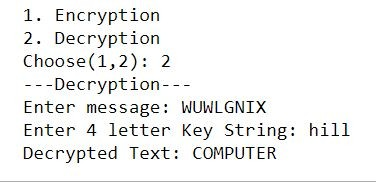 1. Encryption
2. Decryption
Choose(1,2): 2
---Decryption---
Enter message: WUWLGNIX
Enter 4 letter Key String: hill
Decrypted Text: COMPUTER